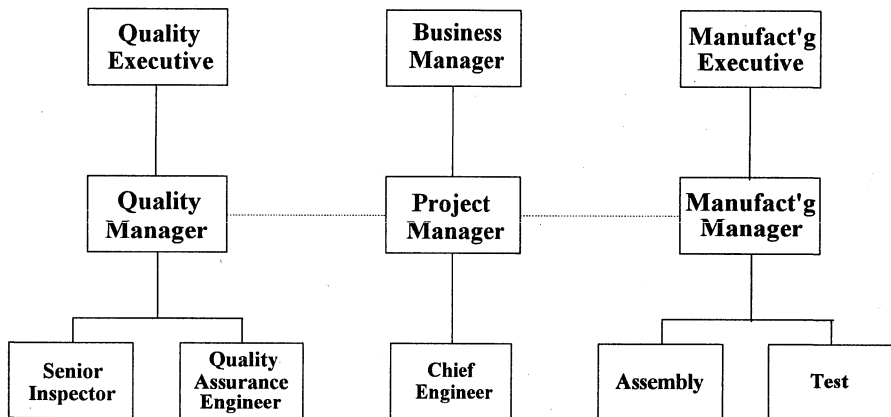 Quality
Executive
Business
Manager
Manufact'g
Executive
Quality
Manager
Project
Manager
Manufact'g
Manager
Senior
Inspector
Quality
Assurance
Engineer
Chief
Engineer
Assembly
Test